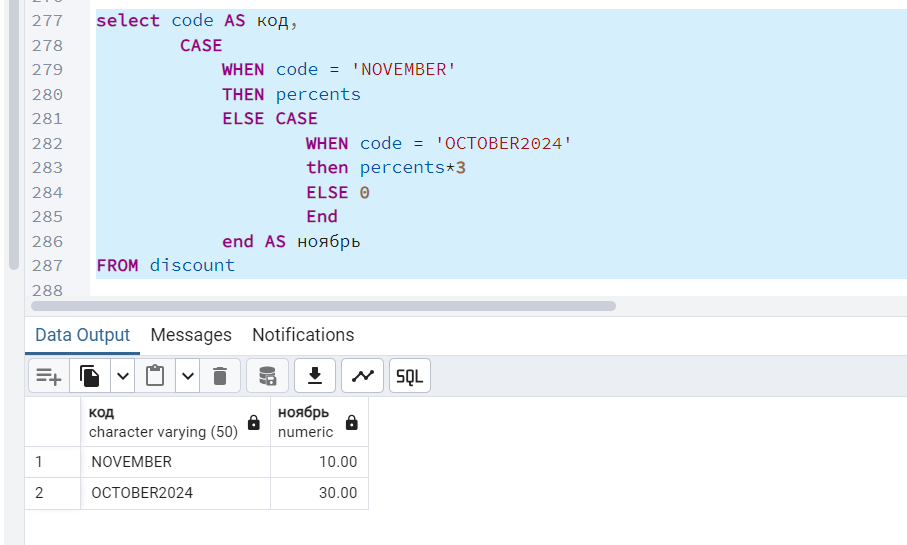 277 select code AS код,
278 CASE
279 WHEN code = 'NOVEMBER'
280 THEN percents
281 ELSE CASE
282 WHEN code = 'OCTOBER2024'
283 then percents*3
284 ELSE 0
285 End
286 end AS ноябрь
287 FROM discount
288
Data Output Messages Notifications
SQL
код ноябрь
character varying (50) numeric
1 NOVEMBER 10.00
2 OCTOBER2024 30.00